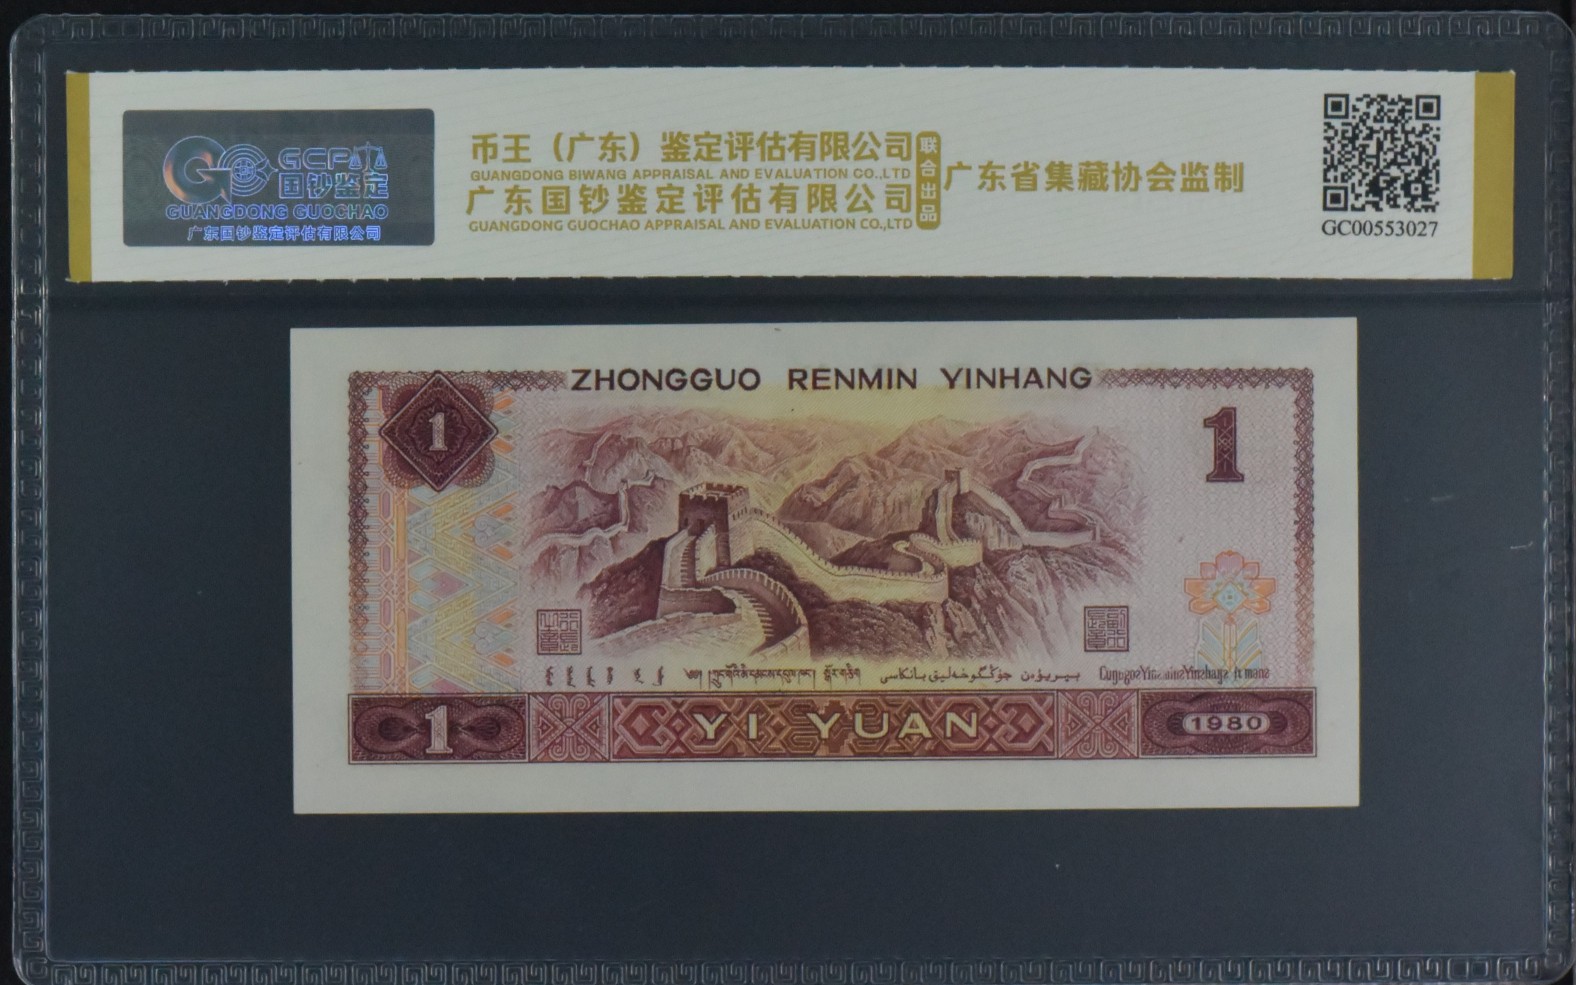 GCP
国钞鉴定
GUANGDONG GUOCHAO
广东国钞鉴定评估有限公司
币王（广东）鉴定评估有限公司
GUANGDONG BIWANG APPRAISAL AND EVALUATION CO.,LTD
广东国钞鉴定评估有限公司
GUANGDONG GUOCHAO APPRAISAL AND EVALUATION CO.,LTD
联合出品
广东省集藏协会监制
GC00553027
ZHONGGUO RENMIN YINHANG
1
1
جۇڭگوخەلىق بانكاسى بىريۈەن
1
YI YUAN
1980